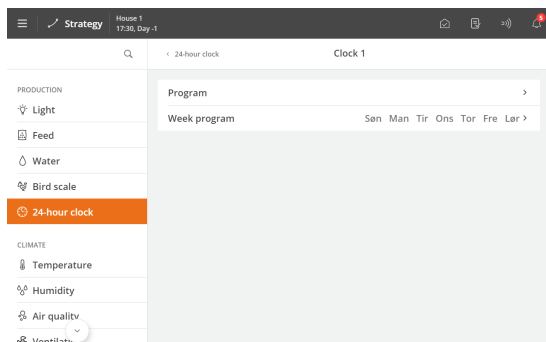 Strategy
House 1
17:30, Day -1
5
24-hour clock
Clock 1
PRODUCTION
Light
Feed
Water
Bird scale
24-hour clock
CLIMATE
Temperature
Humidity
Air quality
Program
Week program Søn Man Tir Ons Tor Fre Lør